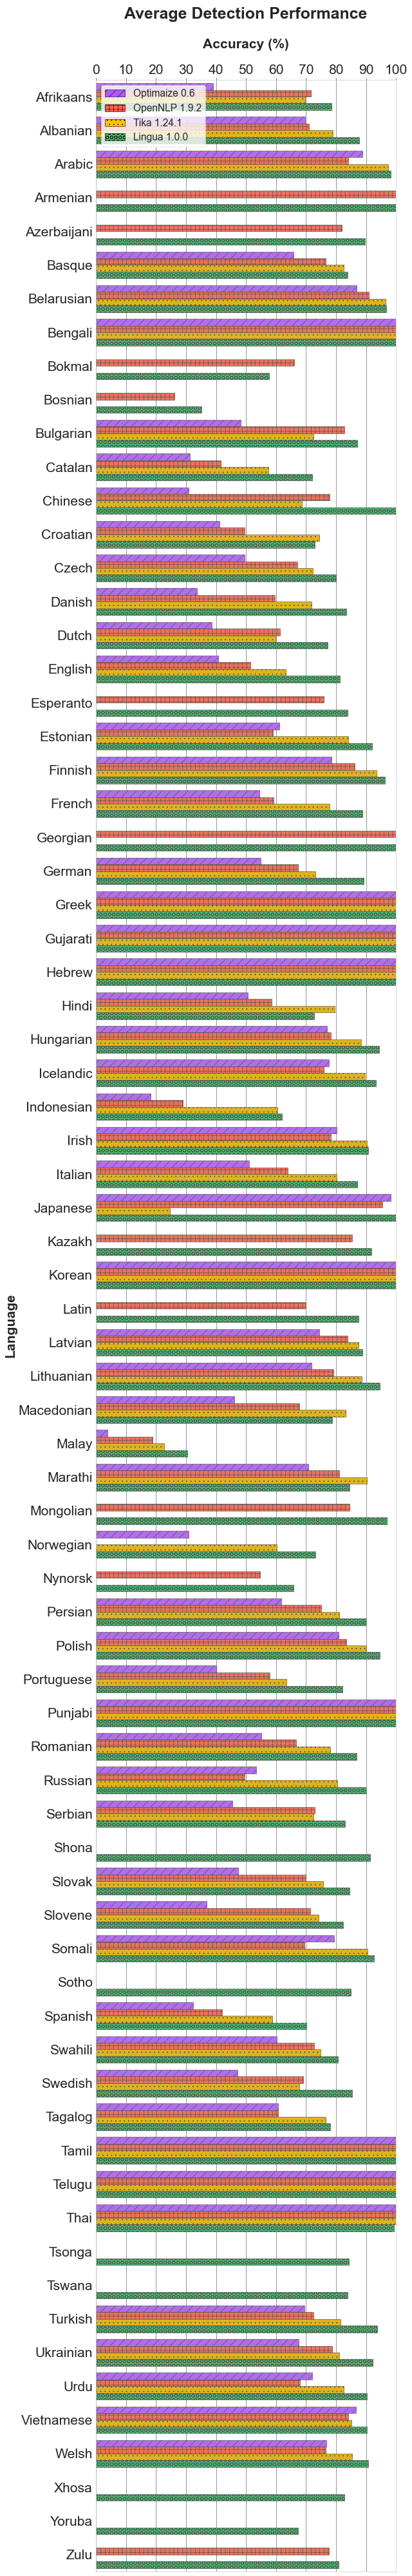 Average Detection Performance
Accuracy (%)
0 10 20 30 40 50 60 70 80 90 100
Optimaize 0.6
OpenNLP 1.9.2
Tika 1.24.1
Lingua 1.0.0
Language
Afrikaans
Albanian
Arabic
Armenian
Azerbaijani
Basque
Belarusian
Bengali
Bokmal
Bosnian
Bulgarian
Catalan
Chinese
Croatian
Czech
Danish
Dutch
English
Esperanto
Estonian
Finnish
French
Georgian
German
Greek
Gujarati
Hebrew
Hindi
Hungarian
Icelandic
Indonesian
Irish
Italian
Japanese
Kazakh
Korean
Latin
Latvian
Lithuanian
Macedonian
Malay
Marathi
Mongolian
Norwegian
Nynorsk
Persian
Polish
Portuguese
Punjabi
Romanian
Russian
Serbian
Shona
Slovak
Slovene
Somali
Sotho
Spanish
Swahili
Swedish
Tagalog
Tamil
Telugu
Thai
Tsonga
Tswana
Turkish
Ukrainian
Urdu
Vietnamese
Welsh
Xhosa
Yoruba
Zulu